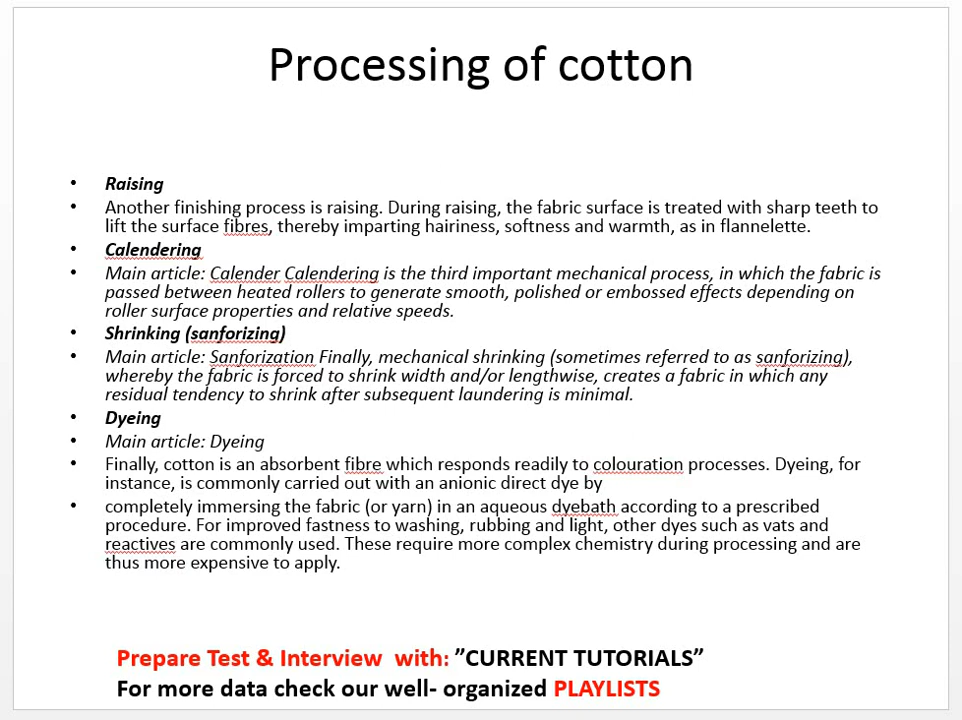 Processing of cotton
• Raising
• Another finishing process is raising. During raising, the fabric surface is treated with sharp teeth to
lift the surface fibres, thereby imparting hairiness, softness and warmth, as in flannelette.
• Calendering
• Main article: Calender Calendering is the third important mechanical process, in which the fabric is
passed between heated rollers to generate smooth, polished or embossed effects depending on
roller surface properties and relative speeds.
• Shrinking (sanforizing)
• Main article: Sanforization Finally, mechanical shrinking (sometimes referred to as sanforizing),
whereby the fabric is forced to shrink width and/or lengthwise, creates a fabric in which any
residual tendency to shrink after subsequent laundering is minimal.
• Dyeing
• Main article: Dyeing
• Finally, cotton is an absorbent fibre which responds readily to colouration processes. Dyeing, for
instance, is commonly carried out with an anionic direct dye by
• completely immersing the fabric (or yarn) in an aqueous dyebath according to a prescribed
procedure. For improved fastness to washing, rubbing and light, other dyes such as vats and
reactives are commonly used. These require more complex chemistry during processing and are
thus more expensive to apply.
Prepare Test & Interview with: ”CURRENT TUTORIALS”
For more data check our well- organized PLAYLISTS